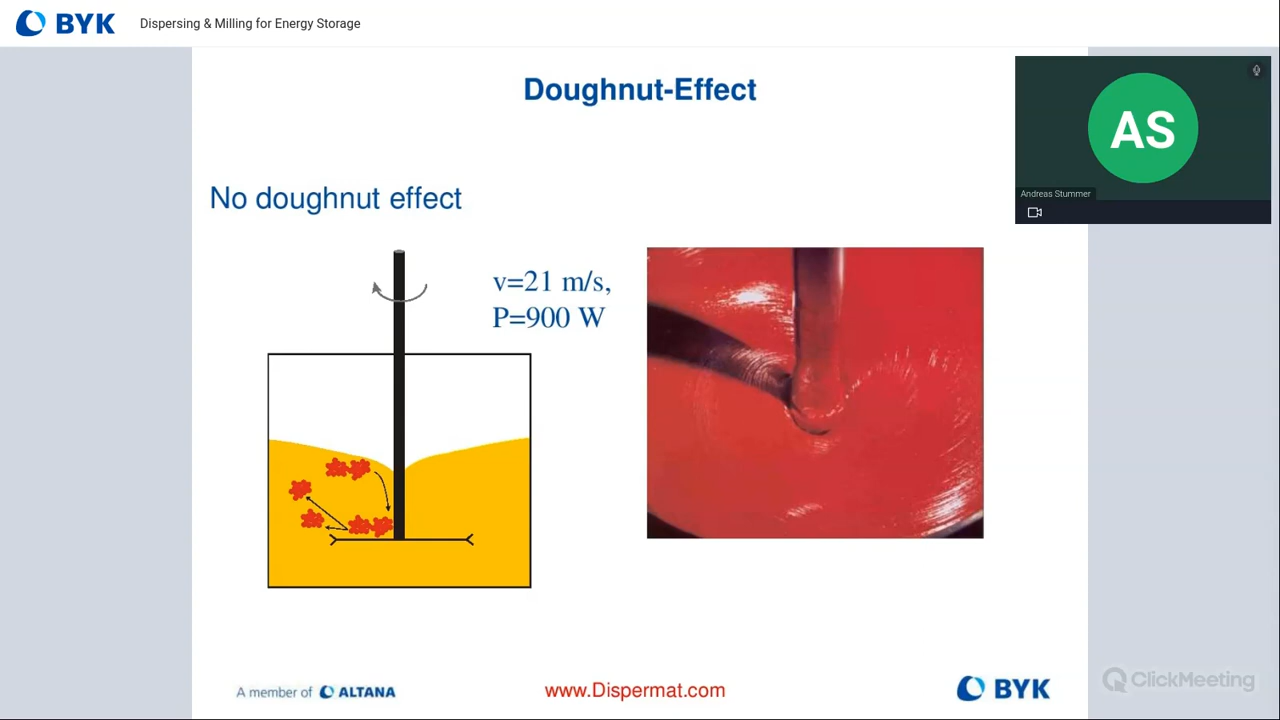 BYK
Dispersing & Milling for Energy Storage
Doughnut-Effect
AS
Andreas Stummer
No doughnut effect
v=21 m/s,
P=900 W
A member of ALTANA
www.Dispermat.com
BYK
ClickMeeting